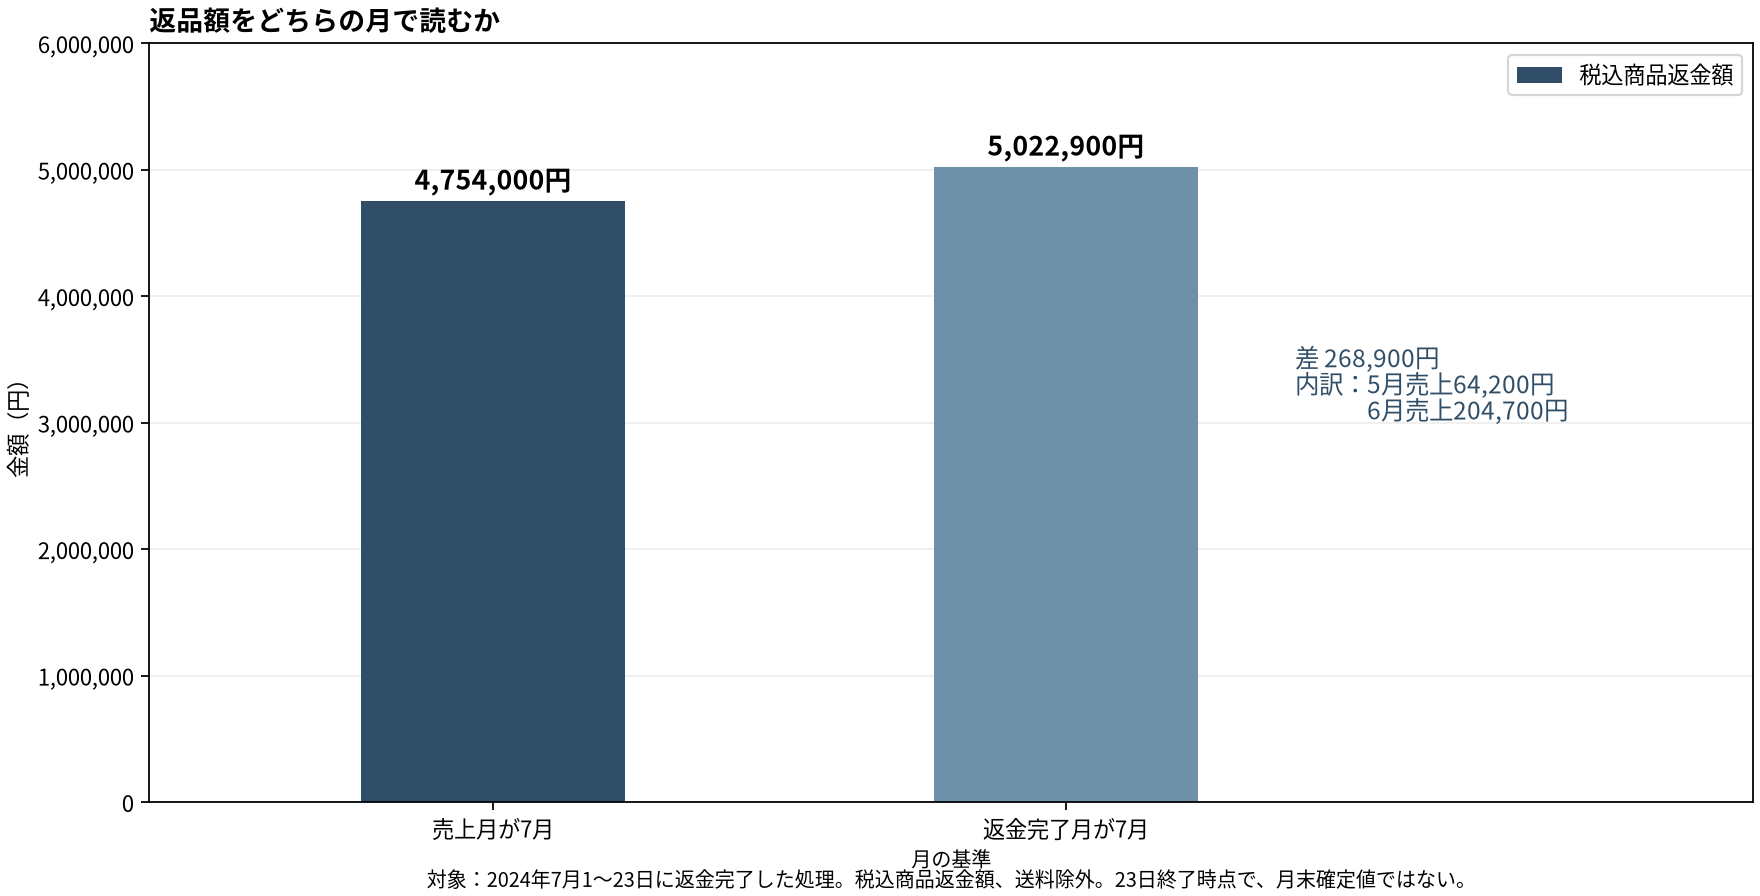 返品額をどちらの月で読むか
6,000,000
5,000,000
4,000,000
3,000,000
2,000,000
1,000,000
0
金額（円）
税込商品返金額
4,754,000円
5,022,900円
差 268,900円
内訳：5月売上64,200円
6月売上204,700円
売上月が7月
返金完了月が7月
月の基準
対象：2024年7月1～23日に返金完了した処理。税込商品返金額、送料除外。23日終了時点で、月末確定値ではない。